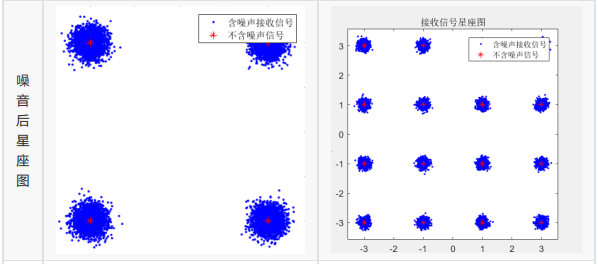 噪
音
后
星
座
图
含噪声接收信号
不含噪声信号
接收信号星座图
含噪声接收信号
不含噪声信号
3
2
1
0
-1
-2
-3
-3 -2 -1 0 1 2 3